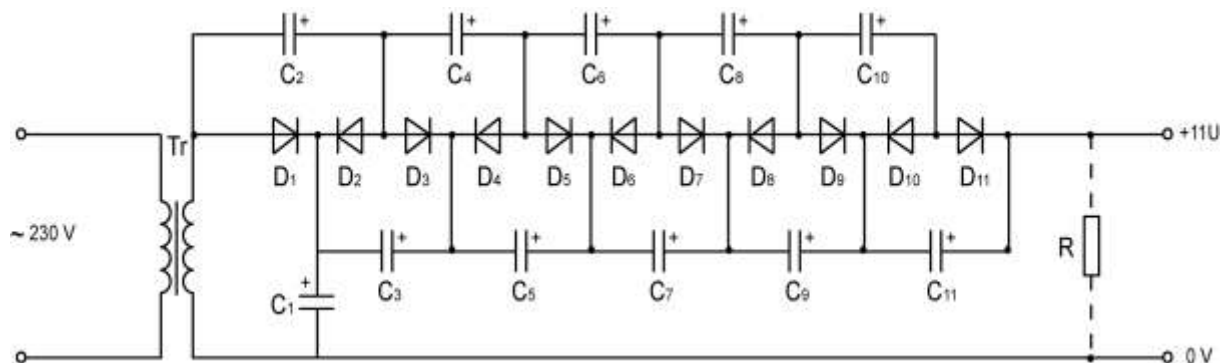 C2 C4 C6 C8 C10
Tr +11U
D1 D2 D3 D4 D5 D6 D7 D8 D9 D10 D11
~ 230 V
R
C1 C3 C5 C7 C9 C11
0 V